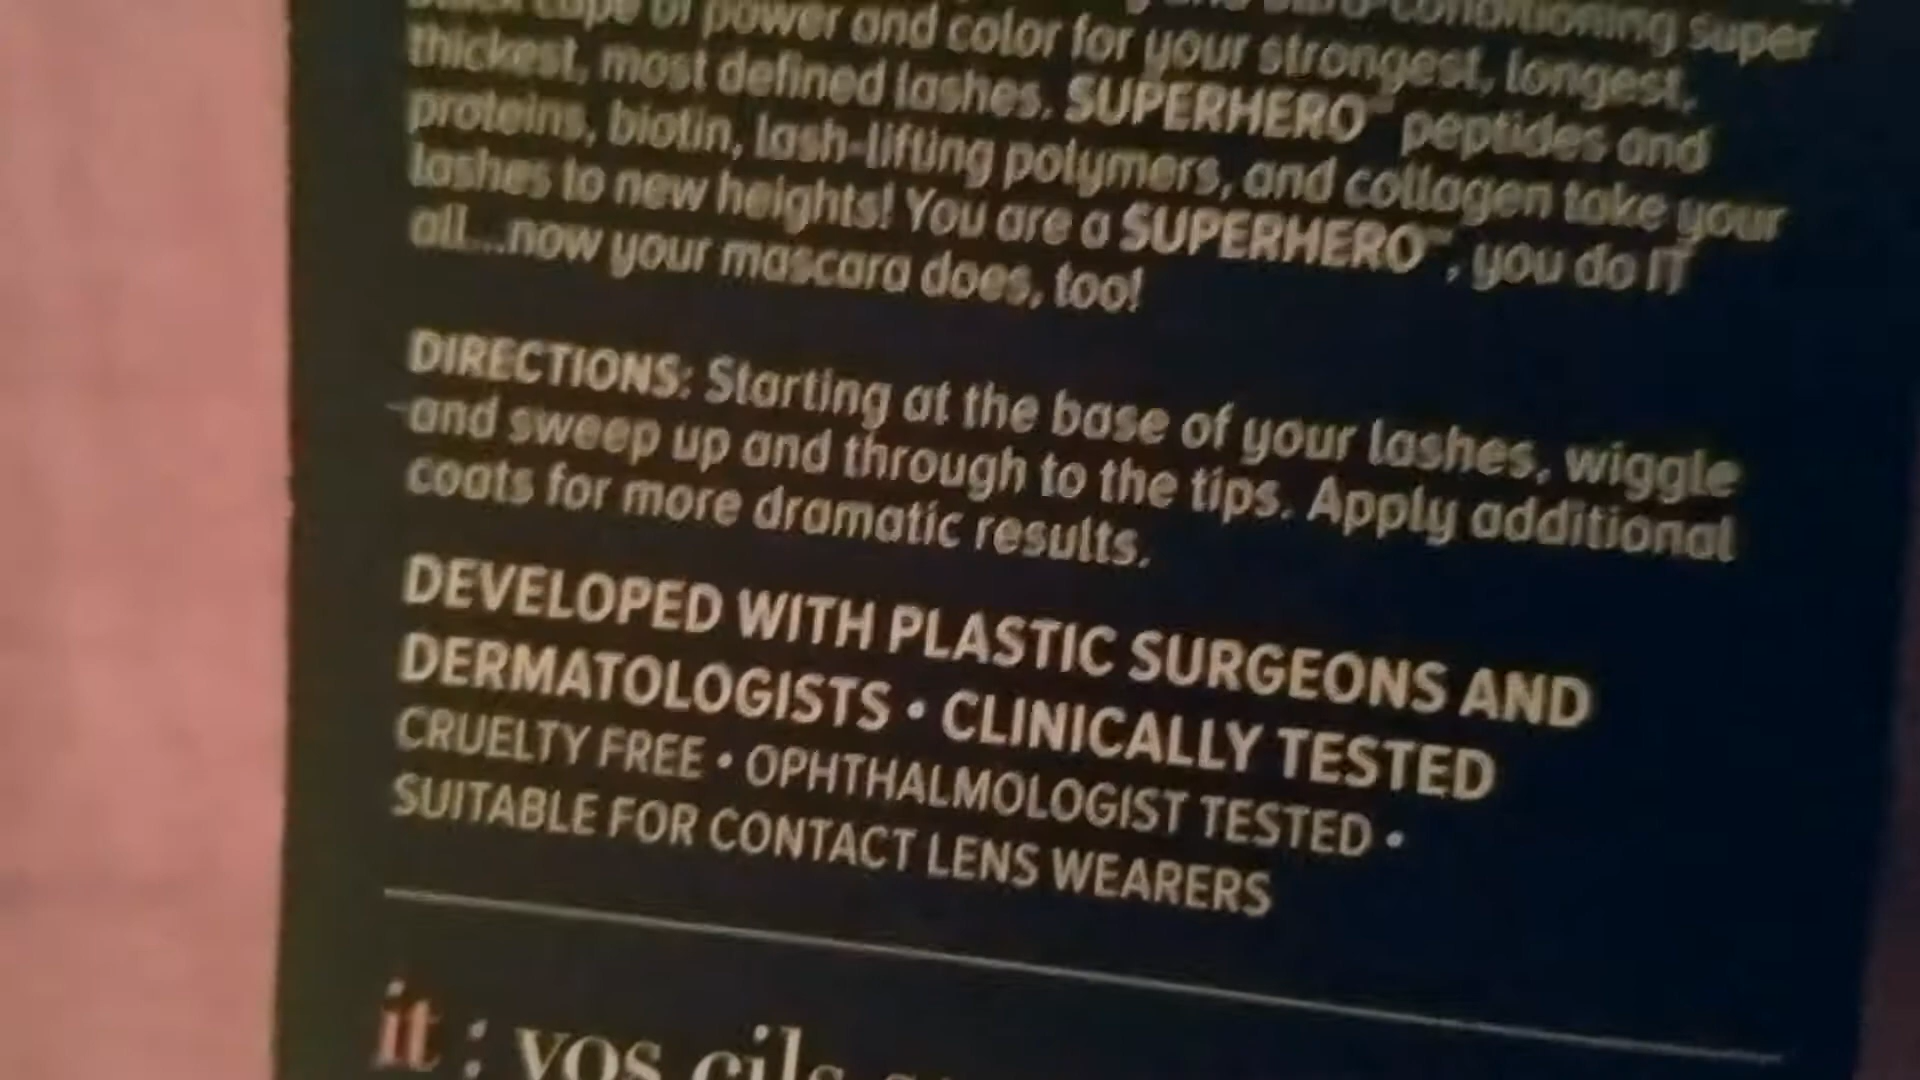 of power and color for your strongest, longest, conditioning super
thickest, most defined lashes. SUPERHERO™ peptides and
proteins, biotin, lash-lifting polymers, and collagen take your
lashes to new heights! You are a SUPERHERO™, you do IT
all...now your mascara does, too!
DIRECTIONS: Starting at the base of your lashes, wiggle
and sweep up and through to the tips. Apply additional
coats for more dramatic results.
DEVELOPED WITH PLASTIC SURGEONS AND
DERMATOLOGISTS • CLINICALLY TESTED
CRUELTY FREE • OPHTHALMOLOGIST TESTED •
SUITABLE FOR CONTACT LENS WEARERS
it : vos cils